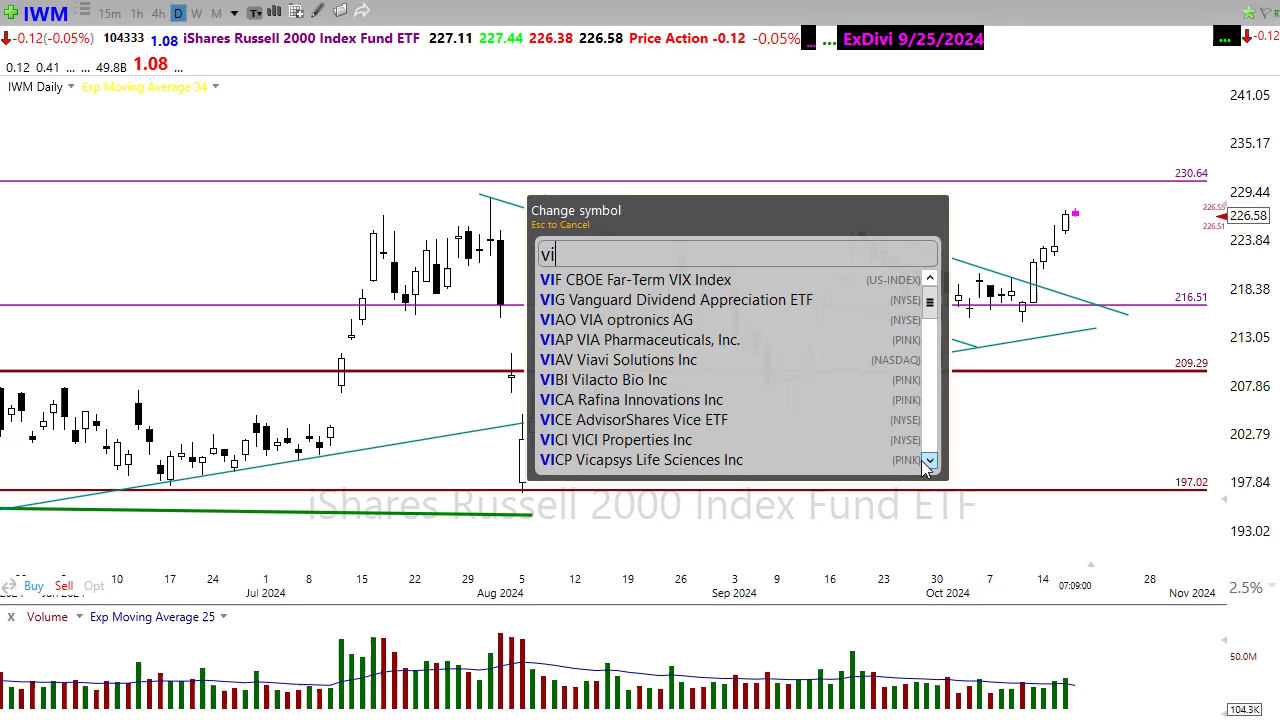 IWM 15m 1h 4h D W M T
-0.12(-0.05%) 104333 1.08 iShares Russell 2000 Index Fund ETF 227.11 227.44 226.38 226.58 Price Action -0.12 -0.05% ... ... ExDivi 9/25/2024 ... -0.12
0.12 0.41 ... ... 49.8B 1.08 ...
IWM Daily Exp Moving Average 34
241.05
235.17
230.64
229.44
226.58
226.51
223.84
218.38
216.51
213.05
209.29
207.86
202.79
197.02
197.84
193.02
Change symbol
Esc to Cancel
vi
VIF CBOE Far-Term VIX Index (US-INDEX)
VIG Vanguard Dividend Appreciation ETF (NYSE)
VIAO VIA optronics AG (NYSE)
VIAP VIA Pharmaceuticals, Inc. (PINK)
VIAV Viavi Solutions Inc (NASDAQ)
VIBI Vilacto Bio Inc (PINK)
VICA Rafina Innovations Inc (PINK)
VICE AdvisorShares Vice ETF (NYSE)
VICI VICI Properties Inc (NYSE)
VICP Vicapsys Life Sciences Inc (PINK)
iShares Russell 2000 Index Fund ETF
10 17 24 1 8 15 22 29 5 12 19 26 3 9 16 23 30 7 14 07:09:00 28
Buy Sell Opt
2.5%
Jul 2024 Aug 2024 Sep 2024 Oct 2024 Nov 2024
X Volume Exp Moving Average 25
50.0M
104.3K